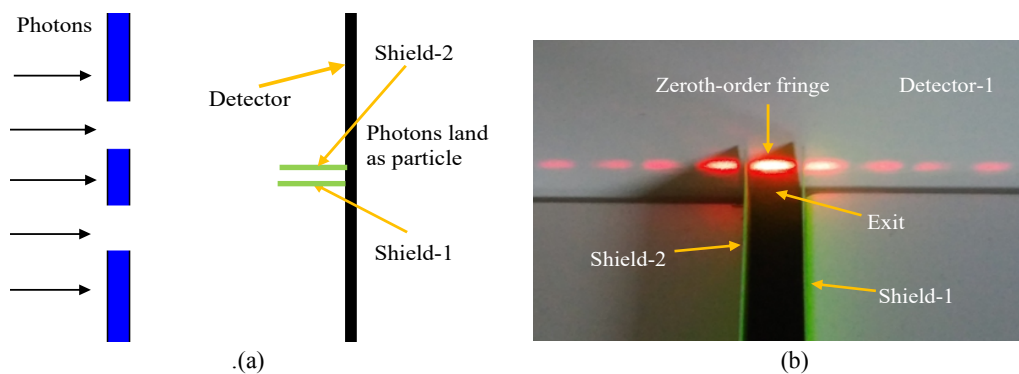 Photons
Shield-2
Detector
Photons land
as particle
Shield-1
.(a)
Zeroth-order fringe
Detector-1
Exit
Shield-2
Shield-1
(b)